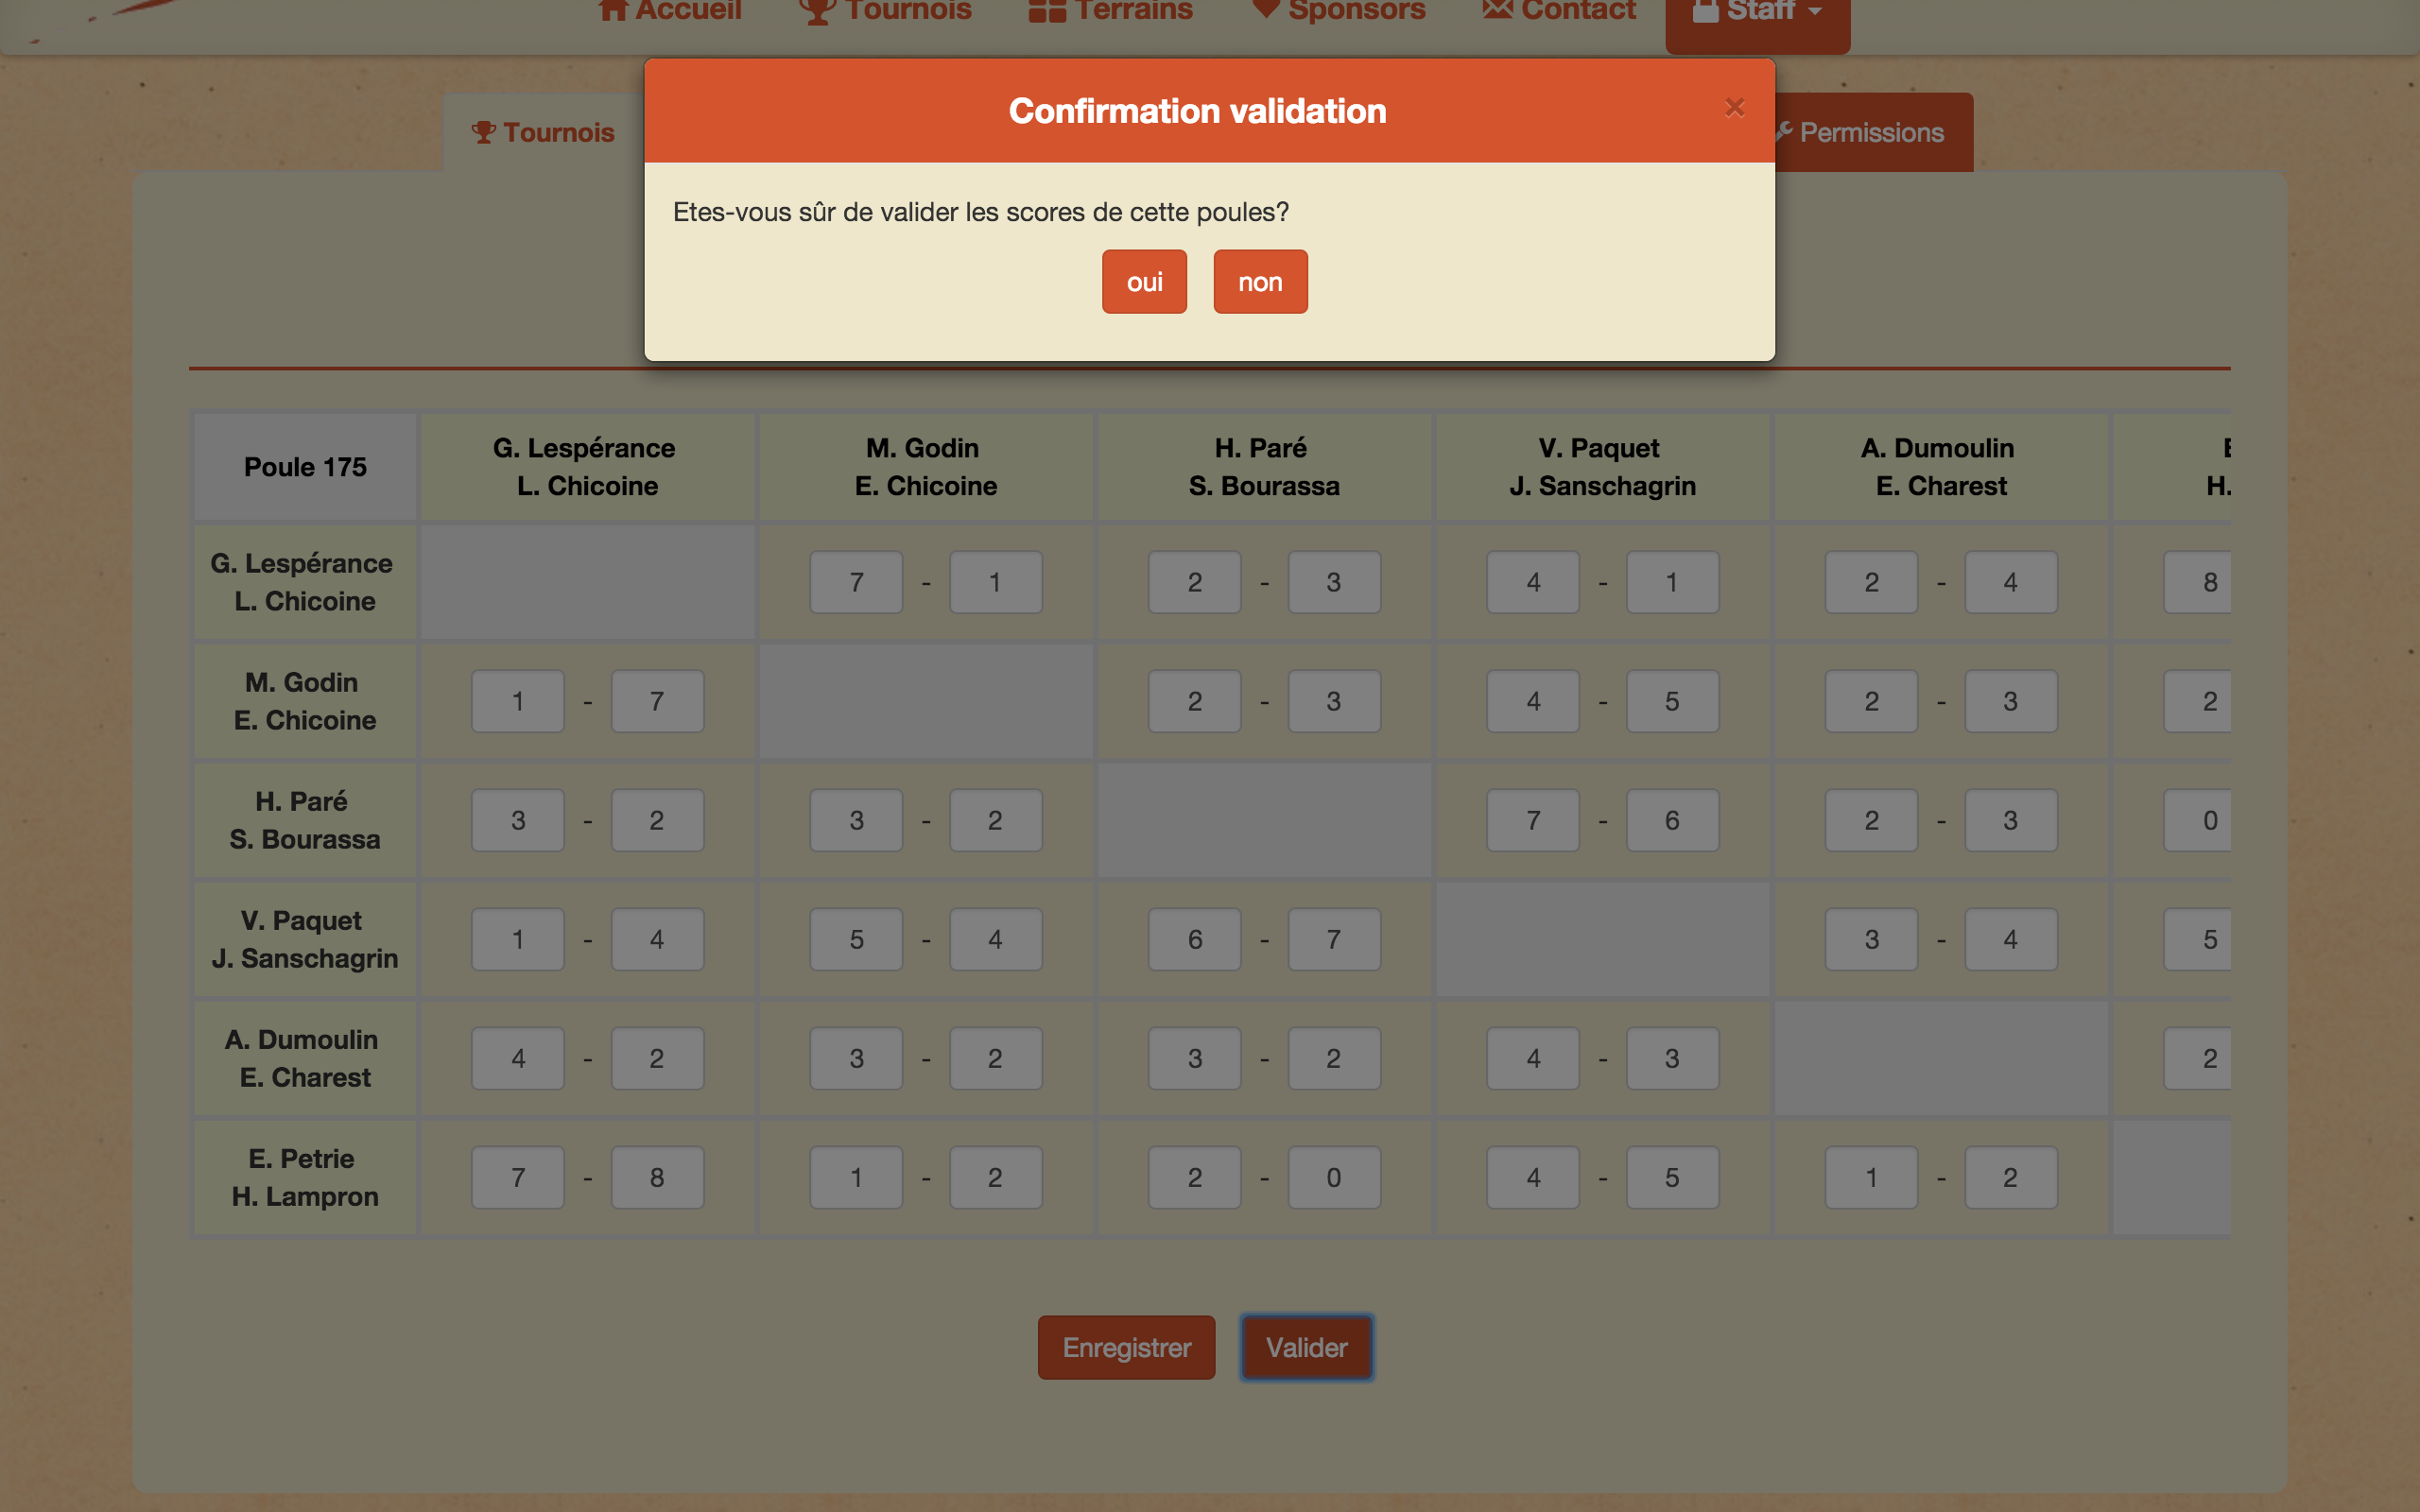 Accueil Tournois Terrains Sponsors Contact Staff
Tournois
Confirmation validation ×
Permissions
Etes-vous sûr de valider les scores de cette poules?
oui non
Poule 175
G. Lespérance
L. Chicoine
M. Godin
E. Chicoine
H. Paré
S. Bourassa
V. Paquet
J. Sanschagrin
A. Dumoulin
E. Charest
H.
G. Lespérance
L. Chicoine
7 - 1 2 - 3 4 - 1 2 - 4 8
M. Godin
E. Chicoine
1 - 7 2 - 3 4 - 5 2 - 3 2
H. Paré
S. Bourassa
3 - 2 3 - 2 7 - 6 2 - 3 0
V. Paquet
J. Sanschagrin
1 - 4 5 - 4 6 - 7 3 - 4 5
A. Dumoulin
E. Charest
4 - 2 3 - 2 3 - 2 4 - 3 2
E. Petrie
H. Lampron
7 - 8 1 - 2 2 - 0 4 - 5 1 - 2
Enregistrer Valider